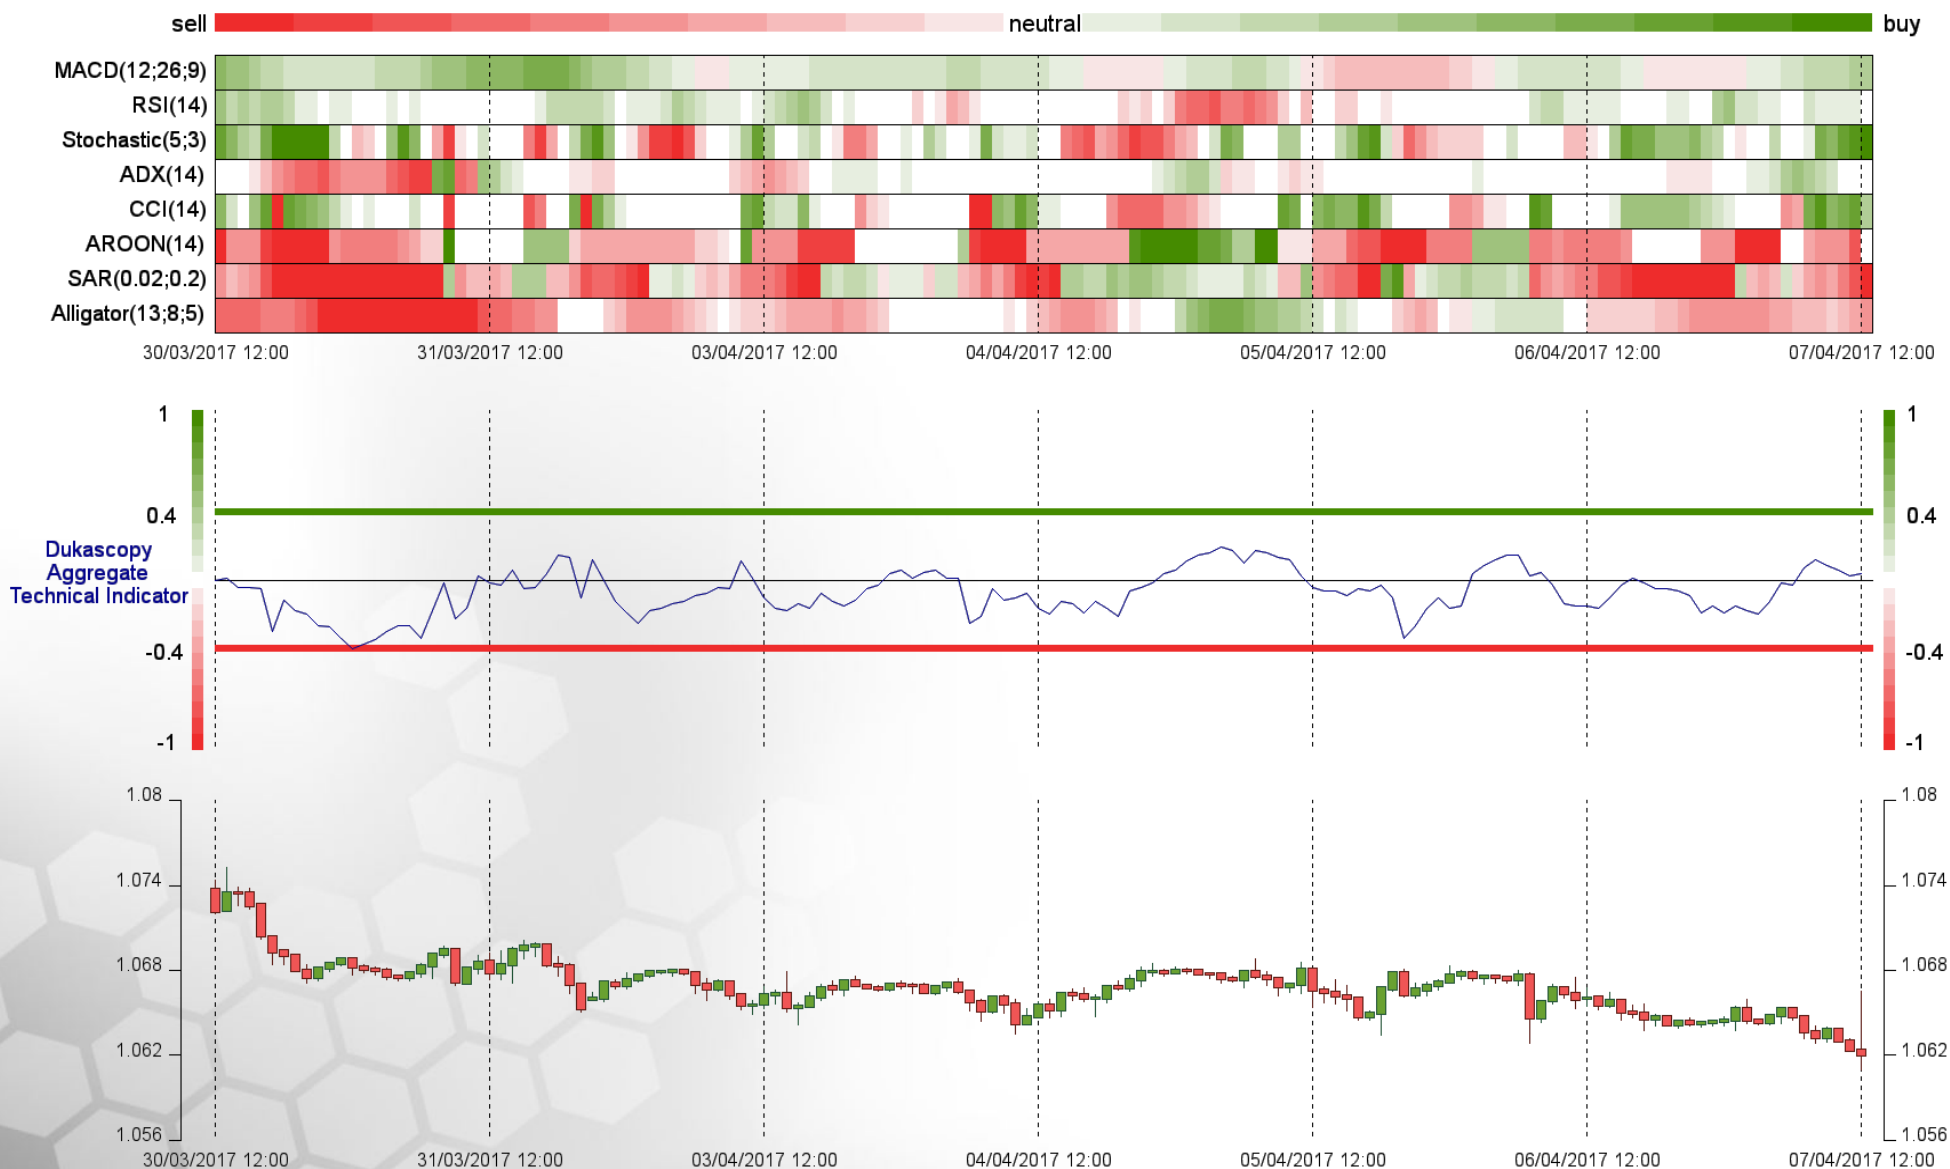 sell neutral buy
MACD(12;26;9)
RSI(14)
Stochastic(5;3)
ADX(14)
CCI(14)
AROON(14)
SAR(0.02;0.2)
Alligator(13;8;5)
30/03/2017 12:00 31/03/2017 12:00 03/04/2017 12:00 04/04/2017 12:00 05/04/2017 12:00 06/04/2017 12:00 07/04/2017 12:00
1 1
0.4 0.4
Dukascopy
Aggregate
Technical Indicator
-0.4 -0.4
-1 -1
1.08 1.08
1.074 1.074
1.068 1.068
1.062 1.062
1.056 1.056
30/03/2017 12:00 31/03/2017 12:00 03/04/2017 12:00 04/04/2017 12:00 05/04/2017 12:00 06/04/2017 12:00 07/04/2017 12:00